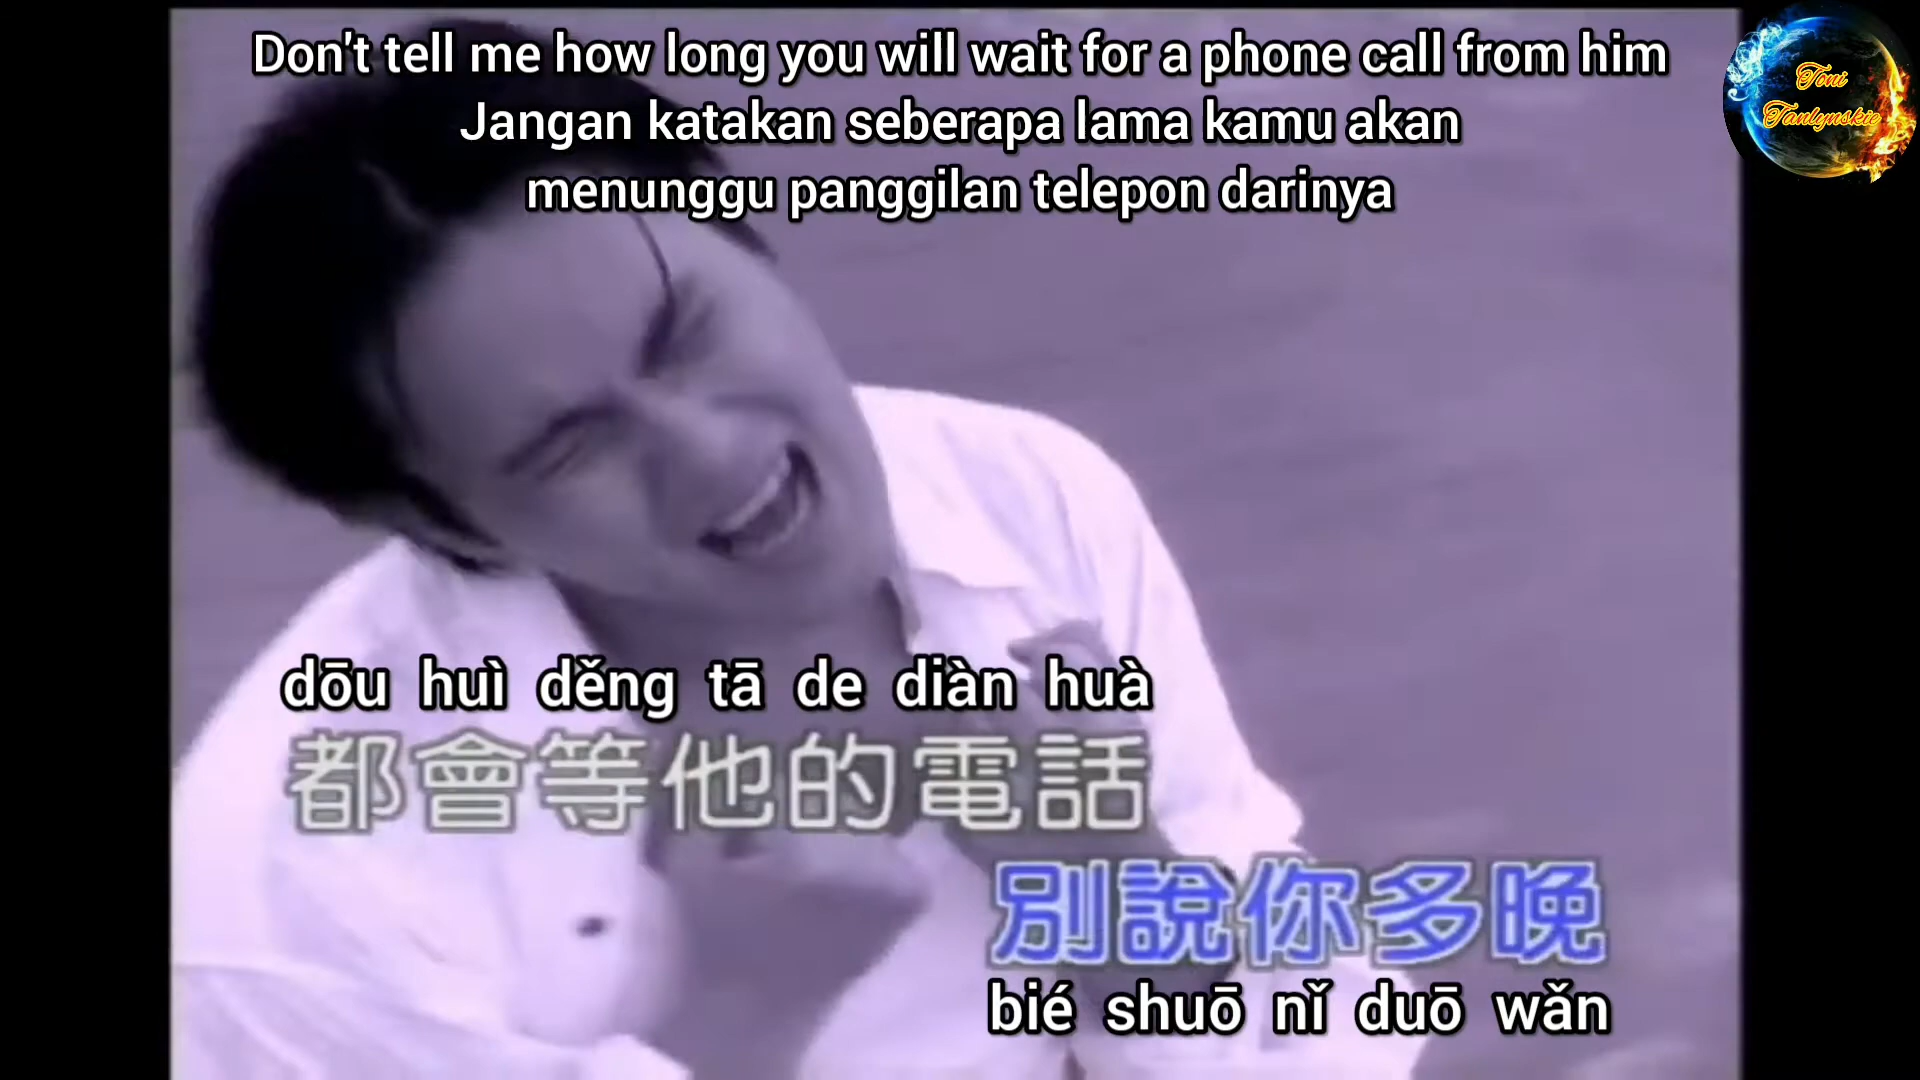 Don't tell me how long you will wait for a phone call from him
Jangan katakan seberapa lama kamu akan
menunggu panggilan telepon darinya
Toni
Tanlynskie
dōu huì děng tā de diàn huà
都會等他的電話
別說你多晚
bié shuō nǐ duō wǎn